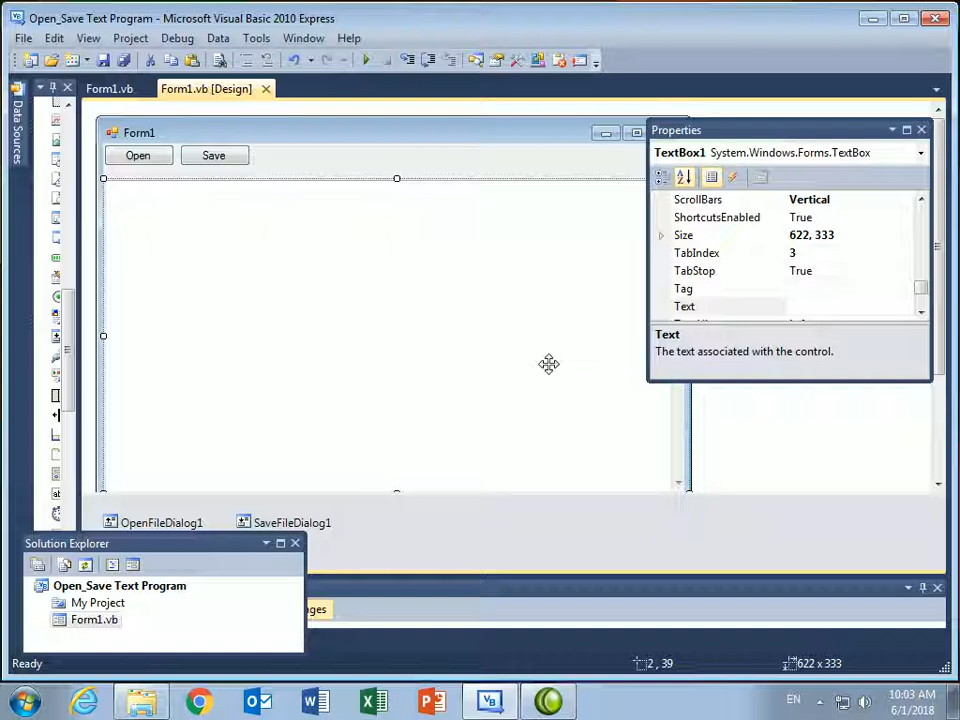 Open_Save Text Program - Microsoft Visual Basic 2010 Express
File Edit View Project Debug Data Tools Window Help
Form1.vb Form1.vb [Design]
Data Sources
Form1
Open Save
Properties
TextBox1 System.Windows.Forms.TextBox
ScrollBars Vertical
ShortcutsEnabled True
Size 622, 333
TabIndex 3
TabStop True
Tag
Text
Text
The text associated with the control.
OpenFileDialog1 SaveFileDialog1
Solution Explorer
Open_Save Text Program
My Project
Form1.vb
Ready 2 , 39 622 x 333
EN 10:03 AM
6/1/2018